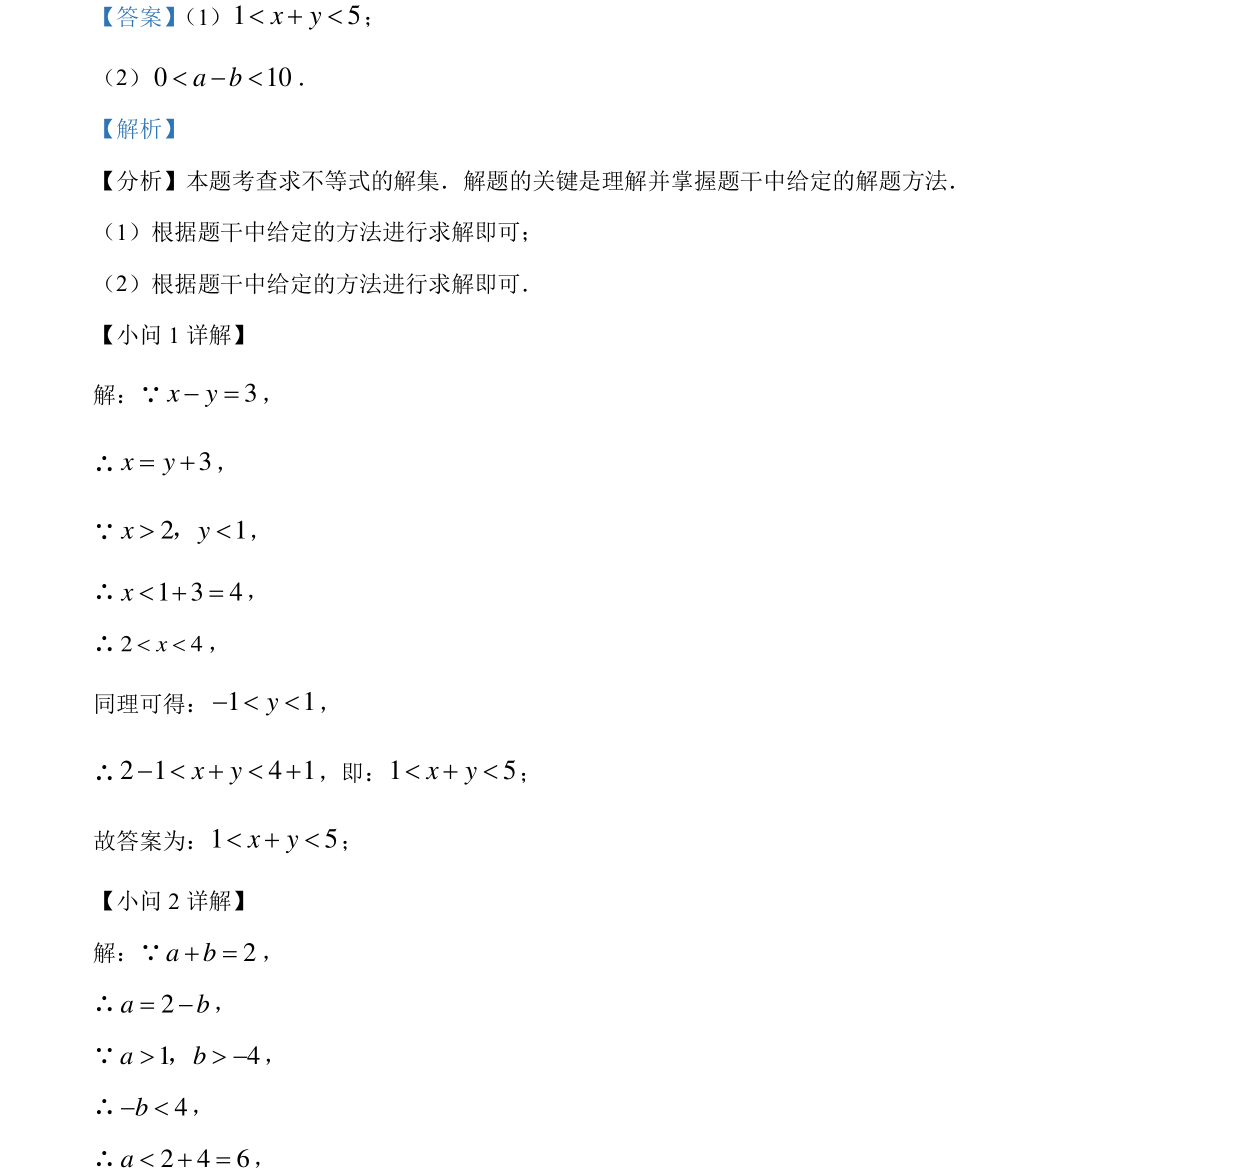 【答案】（1）1 < x + y < 5；
（2）0 < a − b < 10．
【解析】
【分析】本题考查求不等式的解集．解题的关键是理解并掌握题干中给定的解题方法．
（1）根据题干中给定的方法进行求解即可；
（2）根据题干中给定的方法进行求解即可．
【小问 1 详解】
解：∵ x − y = 3，
∴ x = y + 3，
∵ x > 2，y < 1，
∴ x < 1 + 3 = 4，
∴ 2 < x < 4，
同理可得：−1 < y < 1，
∴ 2 − 1 < x + y < 4 + 1，即：1 < x + y < 5；
故答案为：1 < x + y < 5；
【小问 2 详解】
解：∵ a + b = 2，
∴ a = 2 − b，
∵ a > 1，b > −4，
∴ −b < 4，
∴ a < 2 + 4 = 6，